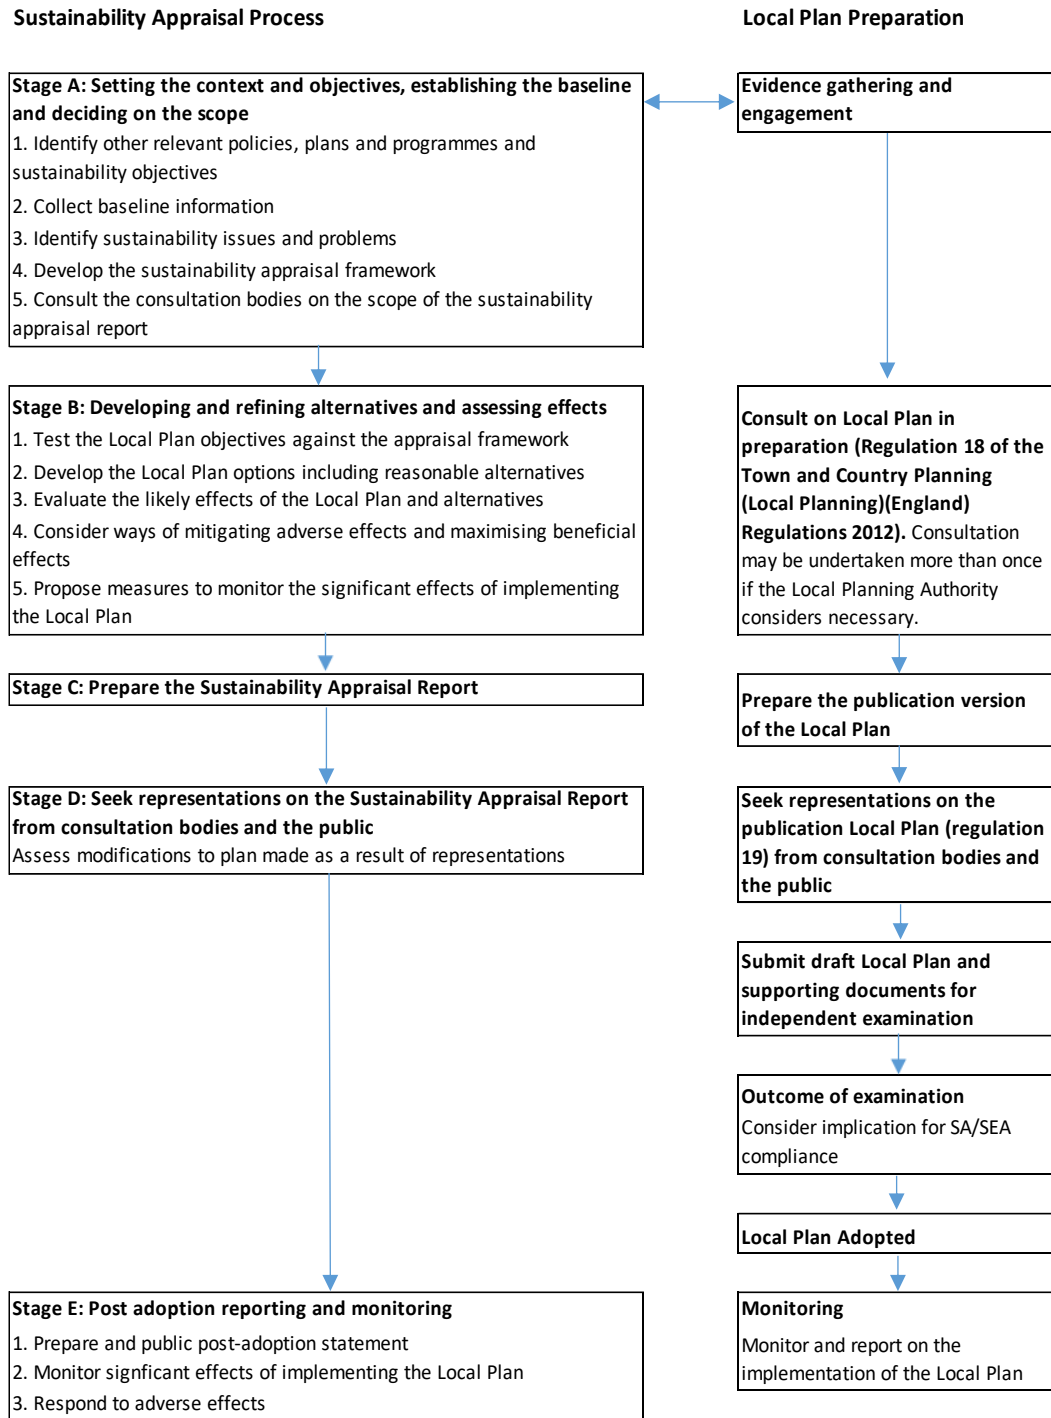 Sustainability Appraisal Process
Local Plan Preparation
Stage A: Setting the context and objectives, establishing the baseline
and deciding on the scope
1. Identify other relevant policies, plans and programmes and
sustainability objectives
2. Collect baseline information
3. Identify sustainability issues and problems
4. Develop the sustainability appraisal framework
5. Consult the consultation bodies on the scope of the sustainability
appraisal report
Evidence gathering and
engagement
Stage B: Developing and refining alternatives and assessing effects
1. Test the Local Plan objectives against the appraisal framework
2. Develop the Local Plan options including reasonable alternatives
3. Evaluate the likely effects of the Local Plan and alternatives
4. Consider ways of mitigating adverse effects and maximising beneficial
effects
5. Propose measures to monitor the significant effects of implementing
the Local Plan
Consult on Local Plan in
preparation (Regulation 18 of the
Town and Country Planning
(Local Planning)(England)
Regulations 2012). Consultation
may be undertaken more than once
if the Local Planning Authority
considers necessary.
Stage C: Prepare the Sustainability Appraisal Report
Prepare the publication version
of the Local Plan
Stage D: Seek representations on the Sustainability Appraisal Report
from consultation bodies and the public
Assess modifications to plan made as a result of representations
Seek representations on the
publication Local Plan (regulation
19) from consultation bodies and
the public
Submit draft Local Plan and
supporting documents for
independent examination
Outcome of examination
Consider implication for SA/SEA
compliance
Local Plan Adopted
Stage E: Post adoption reporting and monitoring
1. Prepare and public post-adoption statement
2. Monitor signficant effects of implementing the Local Plan
3. Respond to adverse effects
Monitoring
Monitor and report on the
implementation of the Local Plan